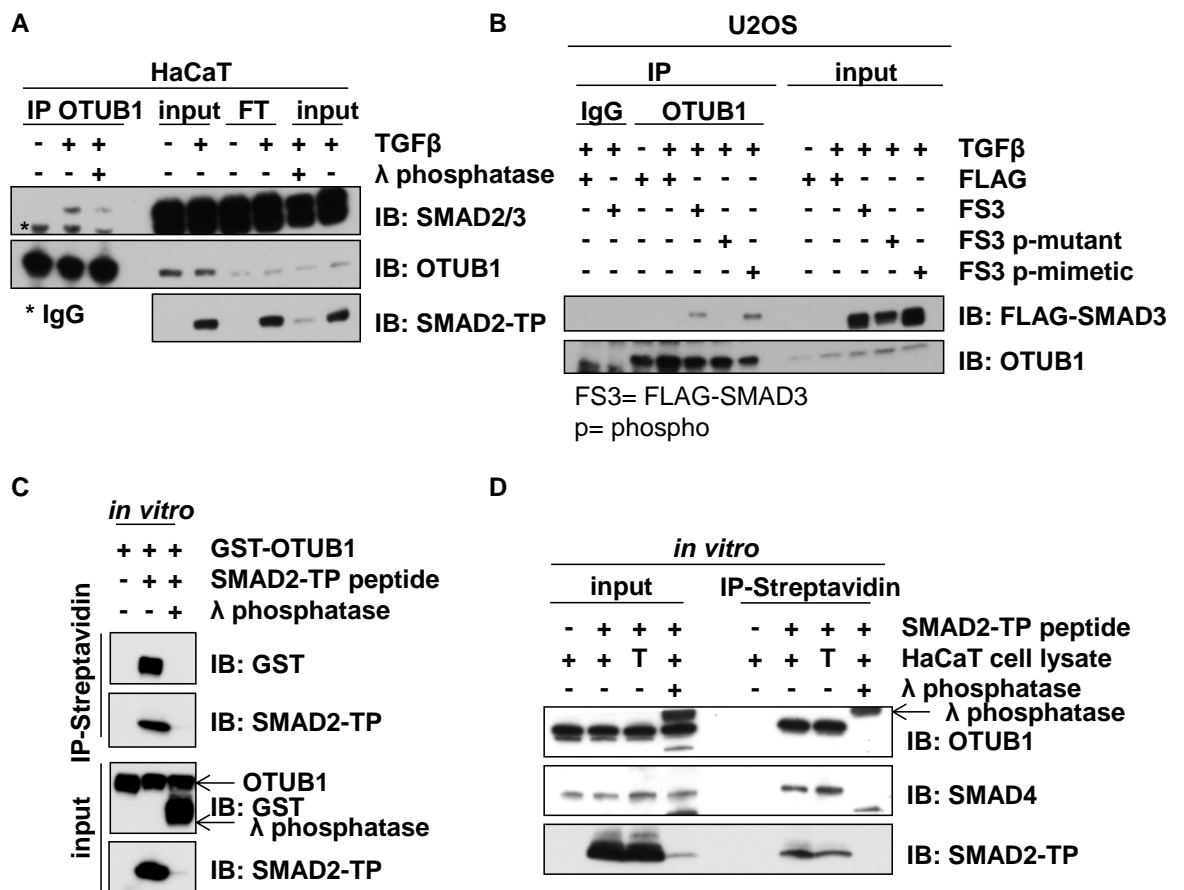 A
HaCaT
IP OTUB1 input FT input
- + + - + - + + + TGFβ
- - + + - λ phosphatase
* IB: SMAD2/3
IB: OTUB1
* IgG
IB: SMAD2-TP
B
U2OS
IP input
IgG OTUB1
+ + - + + + + - + + + + TGFβ
+ - + + - - - + + - - - FLAG
- + - - + - - - - + - - FS3
- - - - - + - - - - + - FS3 p-mutant
- - - - - - + - - - - + FS3 p-mimetic
IB: FLAG-SMAD3
IB: OTUB1
FS3= FLAG-SMAD3
p= phospho
C
in vitro
+ + + GST-OTUB1
- + + SMAD2-TP peptide
- - + λ phosphatase
IP-Streptavidin
IB: GST
IB: SMAD2-TP
input
OTUB1
IB: GST
λ phosphatase
IB: SMAD2-TP
D
in vitro
input IP-Streptavidin
- + + + - + + + SMAD2-TP peptide
+ + T + + + T + HaCaT cell lysate
- - - + - - - + λ phosphatase
λ phosphatase
IB: OTUB1
IB: SMAD4
IB: SMAD2-TP